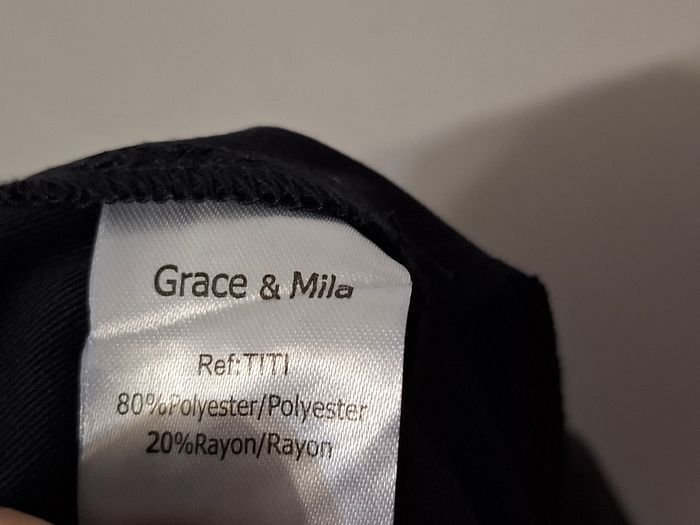 Grace & Mila
Ref:TITI
80%Polyester/Polyester
20%Rayon/Rayon